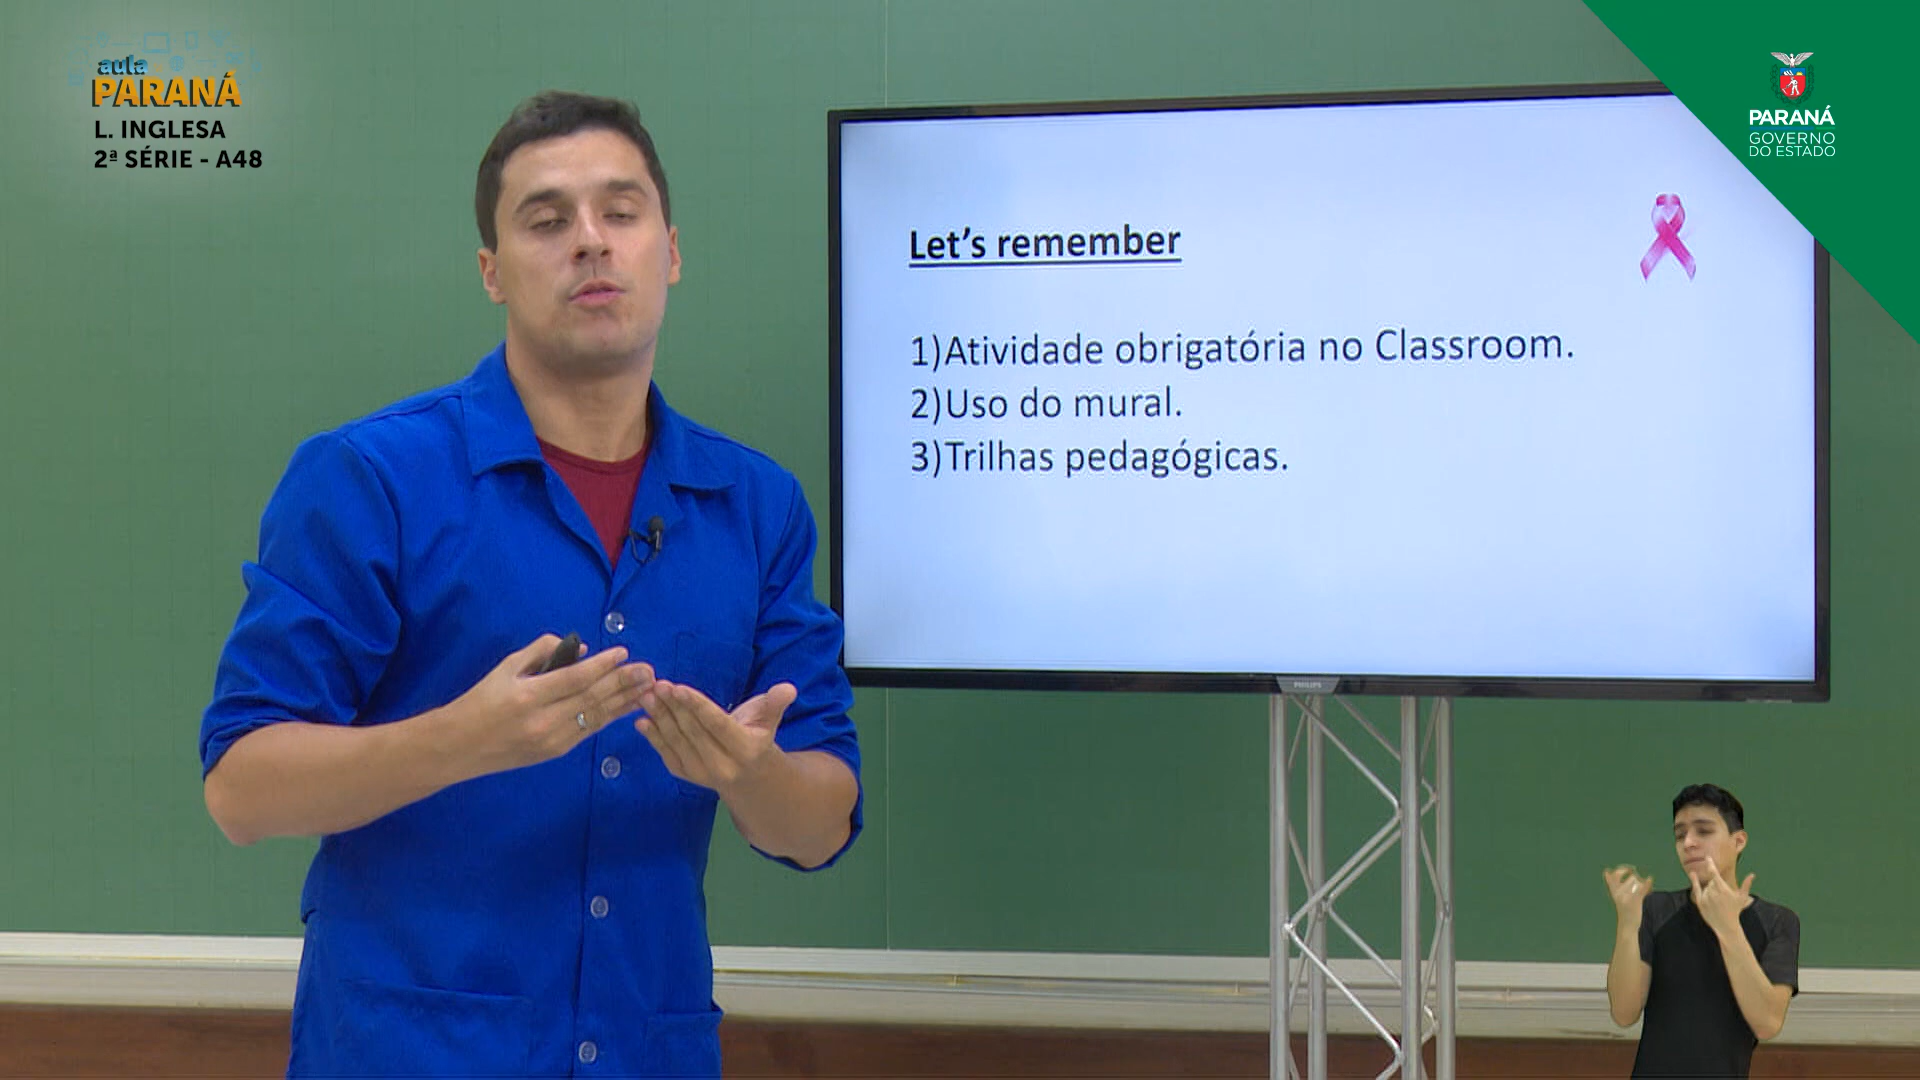 aula
PARANÁ
L. INGLESA
2ª SÉRIE - A48
PARANÁ
GOVERNO
DO ESTADO
Let's remember
1)Atividade obrigatória no Classroom.
2)Uso do mural.
3)Trilhas pedagógicas.
PHILIPS